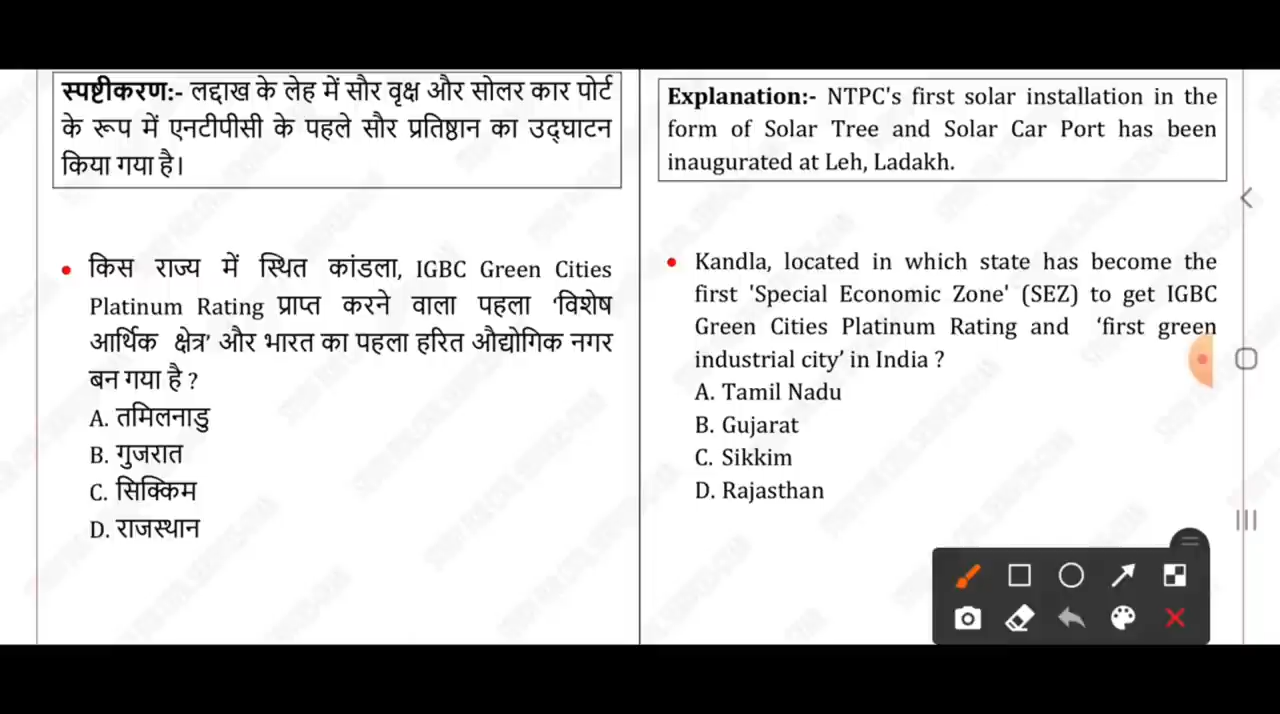 स्पष्टीकरण:- लद्दाख के लेह में सौर वृक्ष और सोलर कार पोर्ट
के रूप में एनटीपीसी के पहले सौर प्रतिष्ठान का उद्घाटन
किया गया है।
• किस राज्य में स्थित कांडला, IGBC Green Cities
Platinum Rating प्राप्त करने वाला पहला ‘विशेष
आर्थिक क्षेत्र’ और भारत का पहला हरित औद्योगिक नगर
बन गया है ?
A. तमिलनाडु
B. गुजरात
C. सिक्किम
D. राजस्थान
Explanation:- NTPC's first solar installation in the
form of Solar Tree and Solar Car Port has been
inaugurated at Leh, Ladakh.
• Kandla, located in which state has become the
first 'Special Economic Zone' (SEZ) to get IGBC
Green Cities Platinum Rating and ‘first green
industrial city’ in India ?
A. Tamil Nadu
B. Gujarat
C. Sikkim
D. Rajasthan